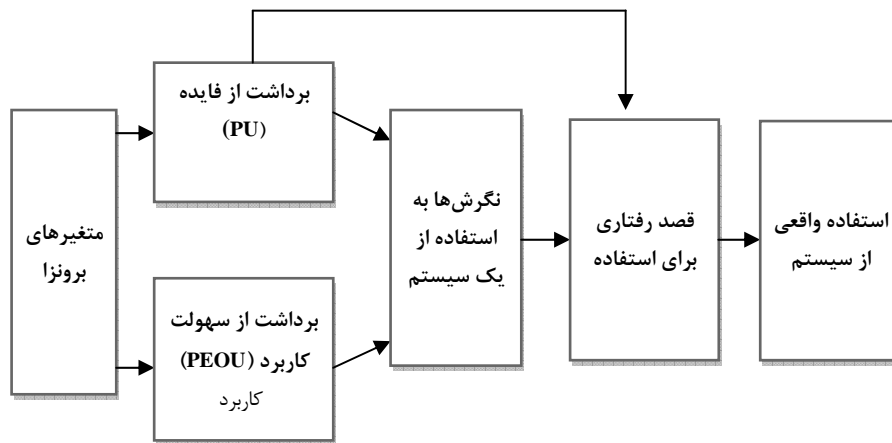 متغیرهای
برونزا
برداشت از فایده
(PU)
برداشت از سهولت
کاربرد (PEOU)
کاربرد
نگرش‌ها به
استفاده از
یک سیستم
قصد رفتاری
برای استفاده
استفاده واقعی
از سیستم